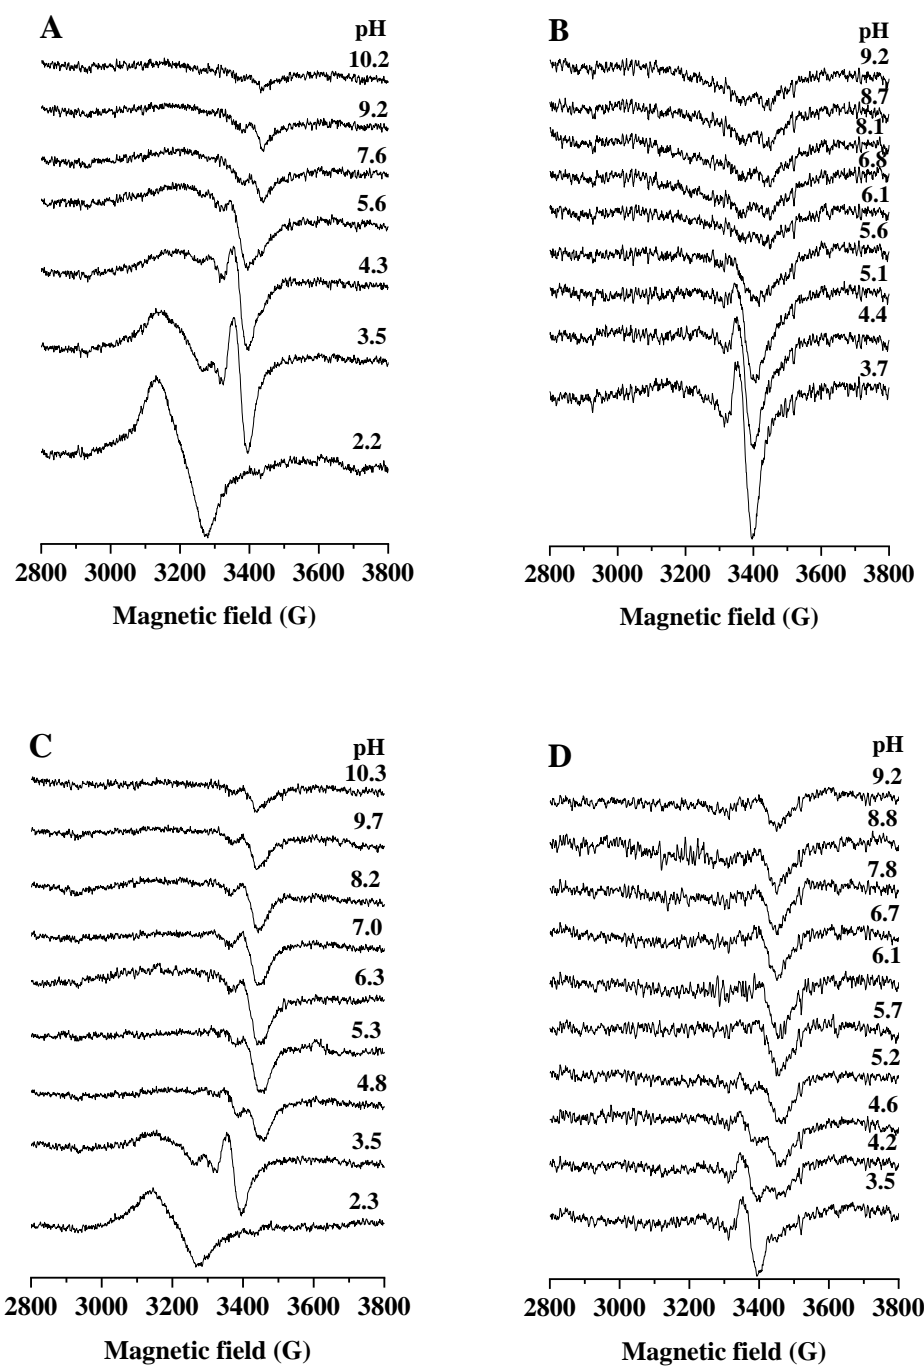 A
pH
10.2
9.2
7.6
5.6
4.3
3.5
2.2
2800 3000 3200 3400 3600 3800
Magnetic field (G)
B
pH
9.2
8.7
8.1
6.8
6.1
5.6
5.1
4.4
3.7
2800 3000 3200 3400 3600 3800
Magnetic field (G)
C
pH
10.3
9.7
8.2
7.0
6.3
5.3
4.8
3.5
2.3
2800 3000 3200 3400 3600 3800
Magnetic field (G)
D
pH
9.2
8.8
7.8
6.7
6.1
5.7
5.2
4.6
4.2
3.5
2800 3000 3200 3400 3600 3800
Magnetic field (G)